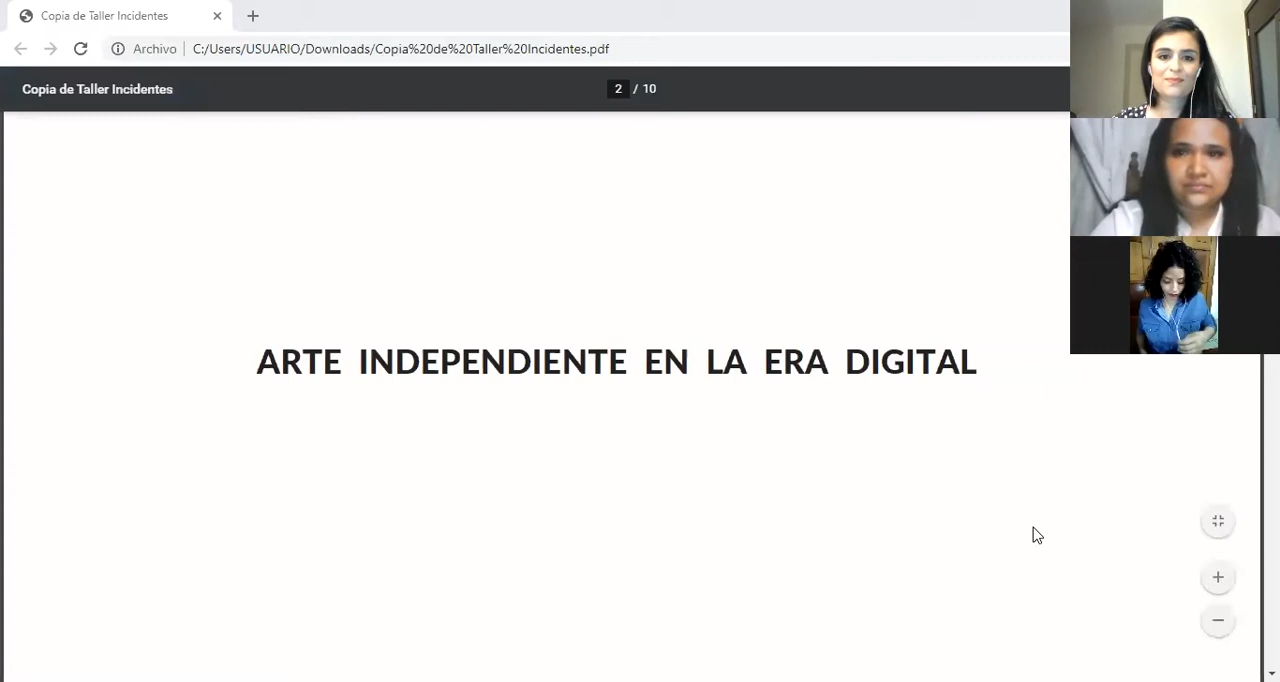 Copia de Taller Incidentes
Archivo | C:/Users/USUARIO/Downloads/Copia%20de%20Taller%20Incidentes.pdf
Copia de Taller Incidentes
2 / 10
ARTE INDEPENDIENTE EN LA ERA DIGITAL